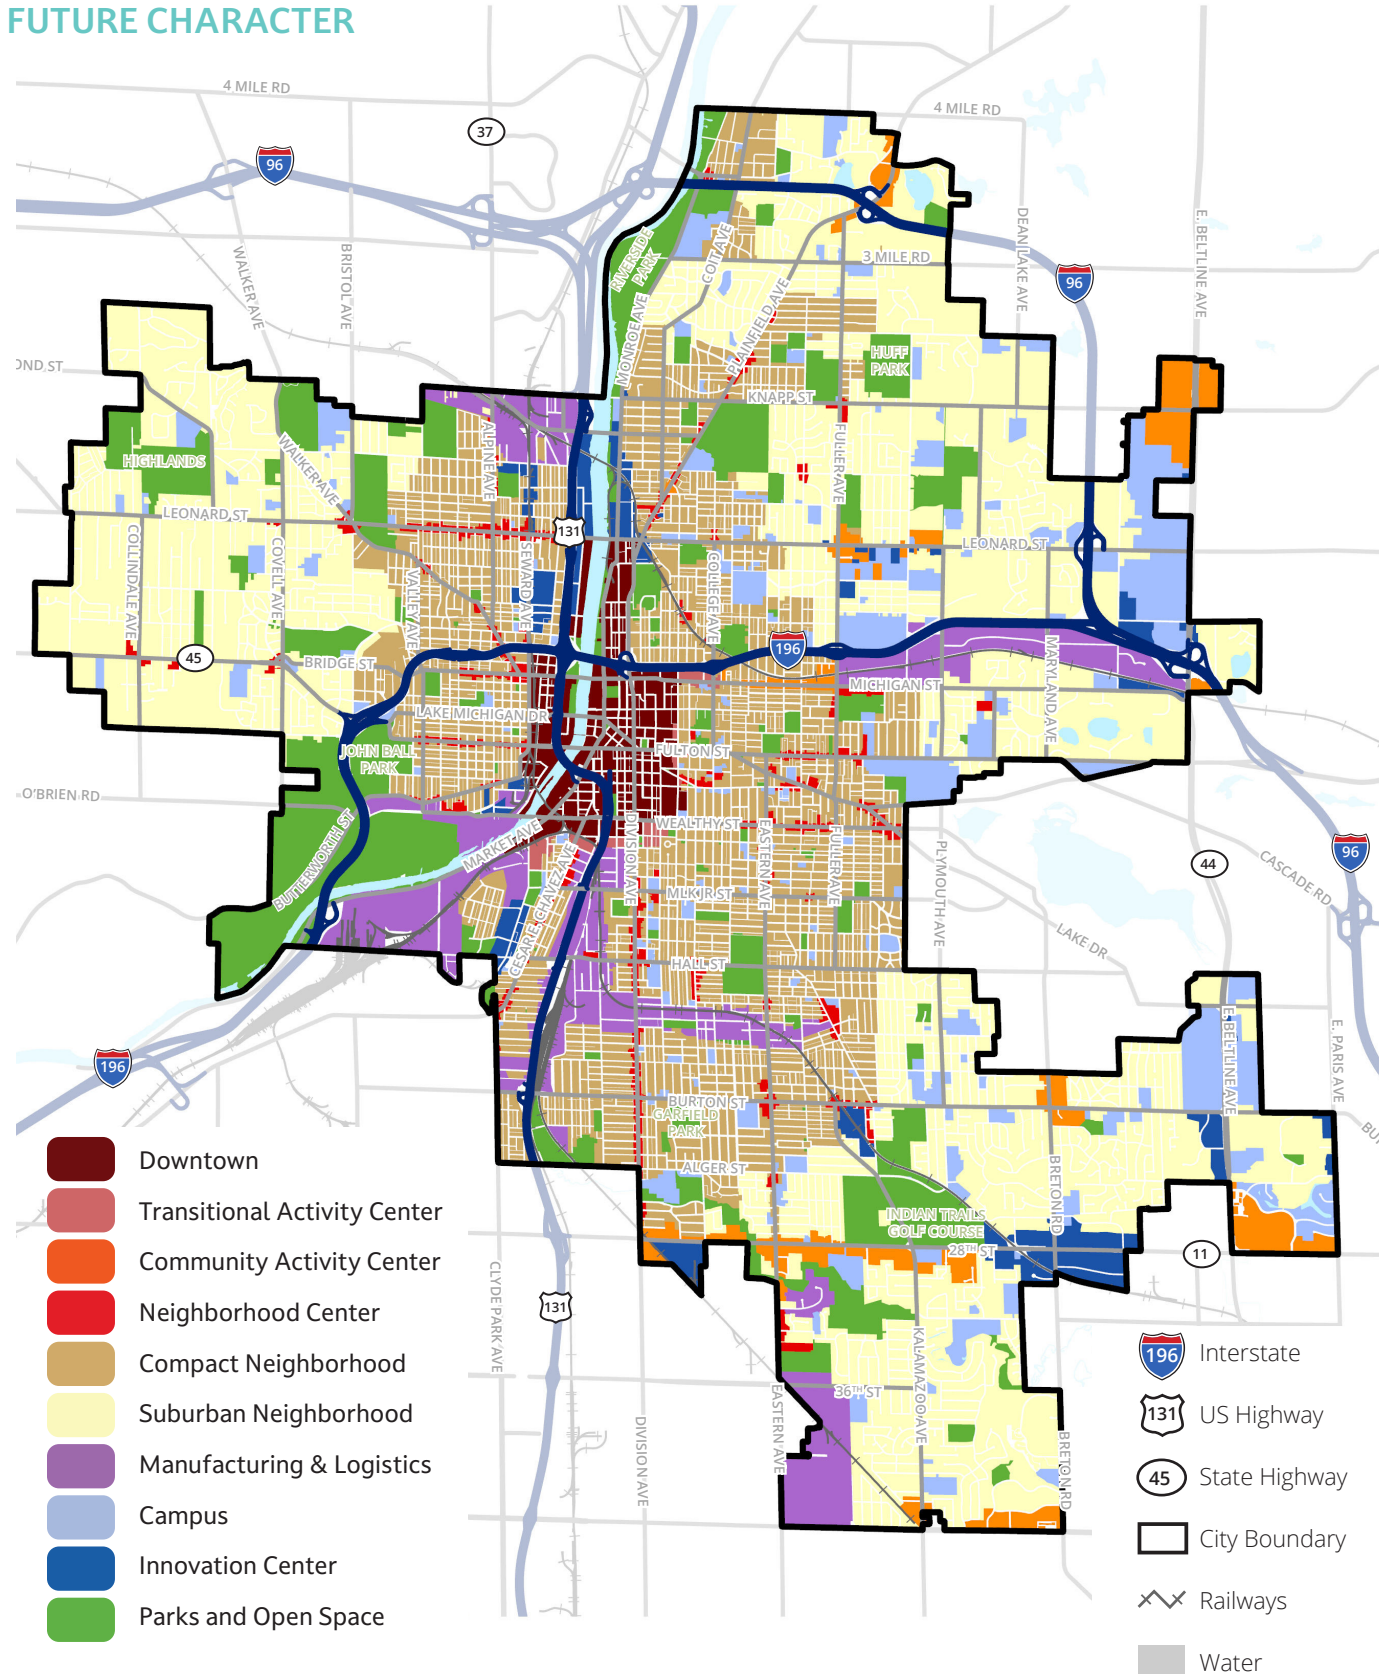 FUTURE CHARACTER
4 MILE RD
4 MILE RD
37
96
WALKER AVE
BRISTOL AVE
RIVERSIDE
PARK
COIT AVE
3 MILE RD
DEAN LAKE AVE
E. BELTLINE AVE
96
MONROE AVE
PLAINFIELD AVE
HUFF
PARK
OND ST
KNAPP ST
HIGHLANDS
WALKER AVE
ALPINE AVE
FULLER AVE
LEONARD ST
131
LEONARD ST
COLLINDALE AVE
COVELL AVE
VALLEY AVE
SEWARD AVE
COLLEGE AVE
45
BRIDGE ST
196
MICHIGAN ST
MARYLAND AVE
LAKE MICHIGAN DR
JOHN BALL
PARK
FULTON ST
O'BRIEN RD
BUTTERWORTH ST
MARKET AVE
WEALTHY ST
DIVISION AVE
EASTERN AVE
FULLER AVE
PLYMOUTH AVE
44
CASCADE RD
96
CESAR E. CHAVEZ AVE
MLK JR ST
LAKE DR
HALL ST
E. BELTLINE AVE
E. PARIS AVE
196
BURTON ST
BU
GARFIELD
PARK
ALGER ST
BRETON RD
INDIAN TRAILS
GOLF COURSE
28TH ST
11
CLYDE PARK AVE
131
DIVISION AVE
EASTERN AVE
36TH ST
KALAMAZOO AVE
BRETON RD
Downtown
Transitional Activity Center
Community Activity Center
Neighborhood Center
Compact Neighborhood
Suburban Neighborhood
Manufacturing & Logistics
Campus
Innovation Center
Parks and Open Space
196 Interstate
131 US Highway
45 State Highway
City Boundary
Railways
Water